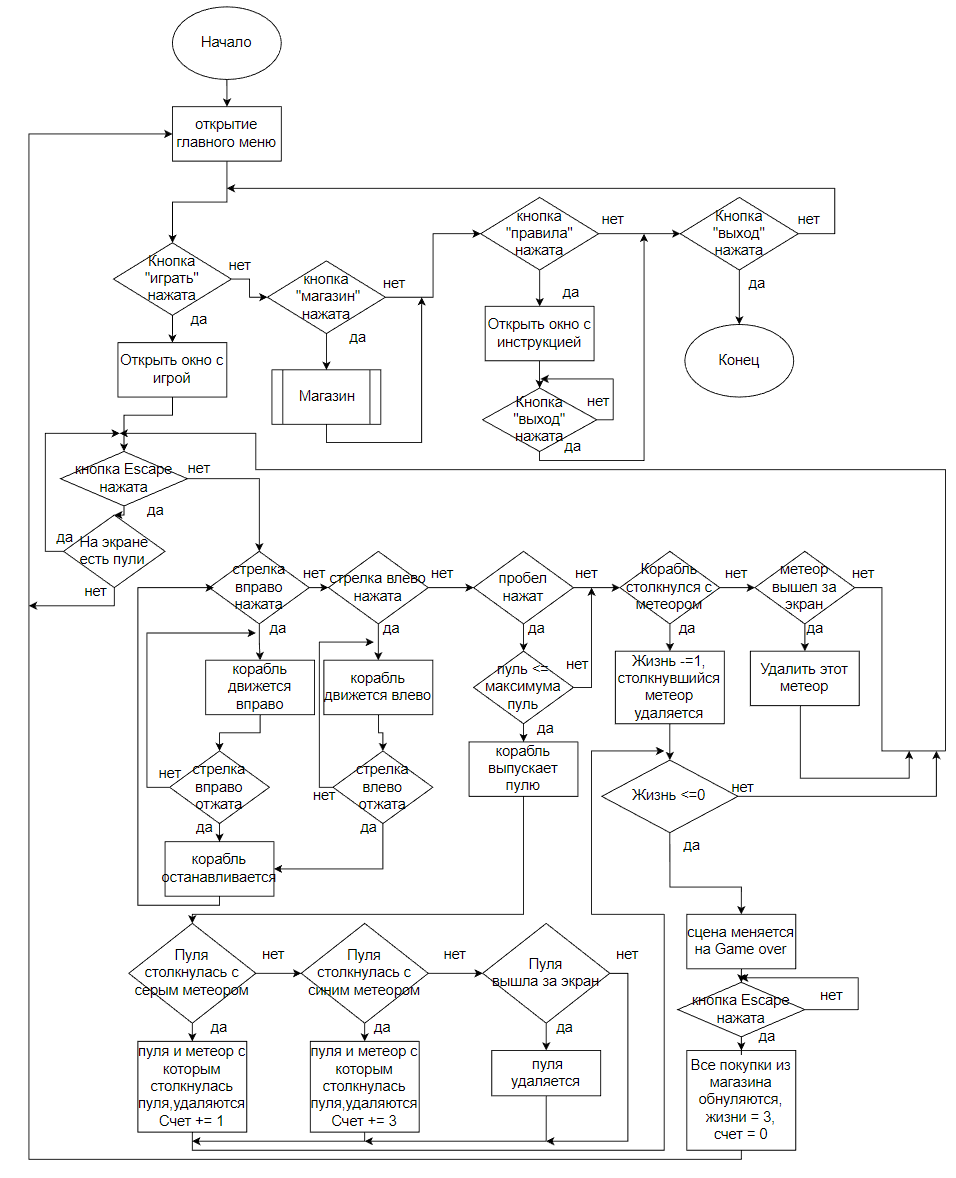 Начало
открытие
главного меню
Кнопка
"играть"
нажата
нет
да
кнопка
"магазин"
нажата
нет
да
кнопка
"правила"
нажата
нет
да
Кнопка
"выход"
нажата
нет
да
Открыть окно с
игрой
Магазин
Открыть окно с
инструкцией
Кнопка
"выход"
нажата
нет
да
Конец
кнопка Escape
нажата
нет
да
На экране
есть пули
да
нет
стрелка
вправо
нажата
нет
да
стрелка влево
нажата
нет
да
пробел
нажат
нет
да
Корабль
столкнулся с
метеором
нет
да
метеор
вышел за
экран
нет
да
корабль
движется
вправо
корабль
движется влево
пуль <=
максимума
пуль
нет
да
Жизнь -=1,
столкнувшийся
метеор
удаляется
Удалить этот
метеор
стрелка
вправо
отжата
нет
да
стрелка
влево
отжата
нет
да
корабль
выпускает
пулю
Жизнь <=0
нет
да
корабль
останавливается
сцена меняется
на Game over
Пуля
столкнулась с
серым метеором
нет
да
Пуля
столкнулась с
синим метеором
нет
да
Пуля
вышла за экран
нет
да
кнопка Escape
нажата
нет
да
пуля и метеор с
которым
столкнулась
пуля,удаляются
Счет += 1
пуля и метеор с
которым
столкнулась
пуля,удаляются
Счет += 3
пуля
удаляется
Все покупки из
магазина
обнуляются,
жизни = 3,
счет = 0